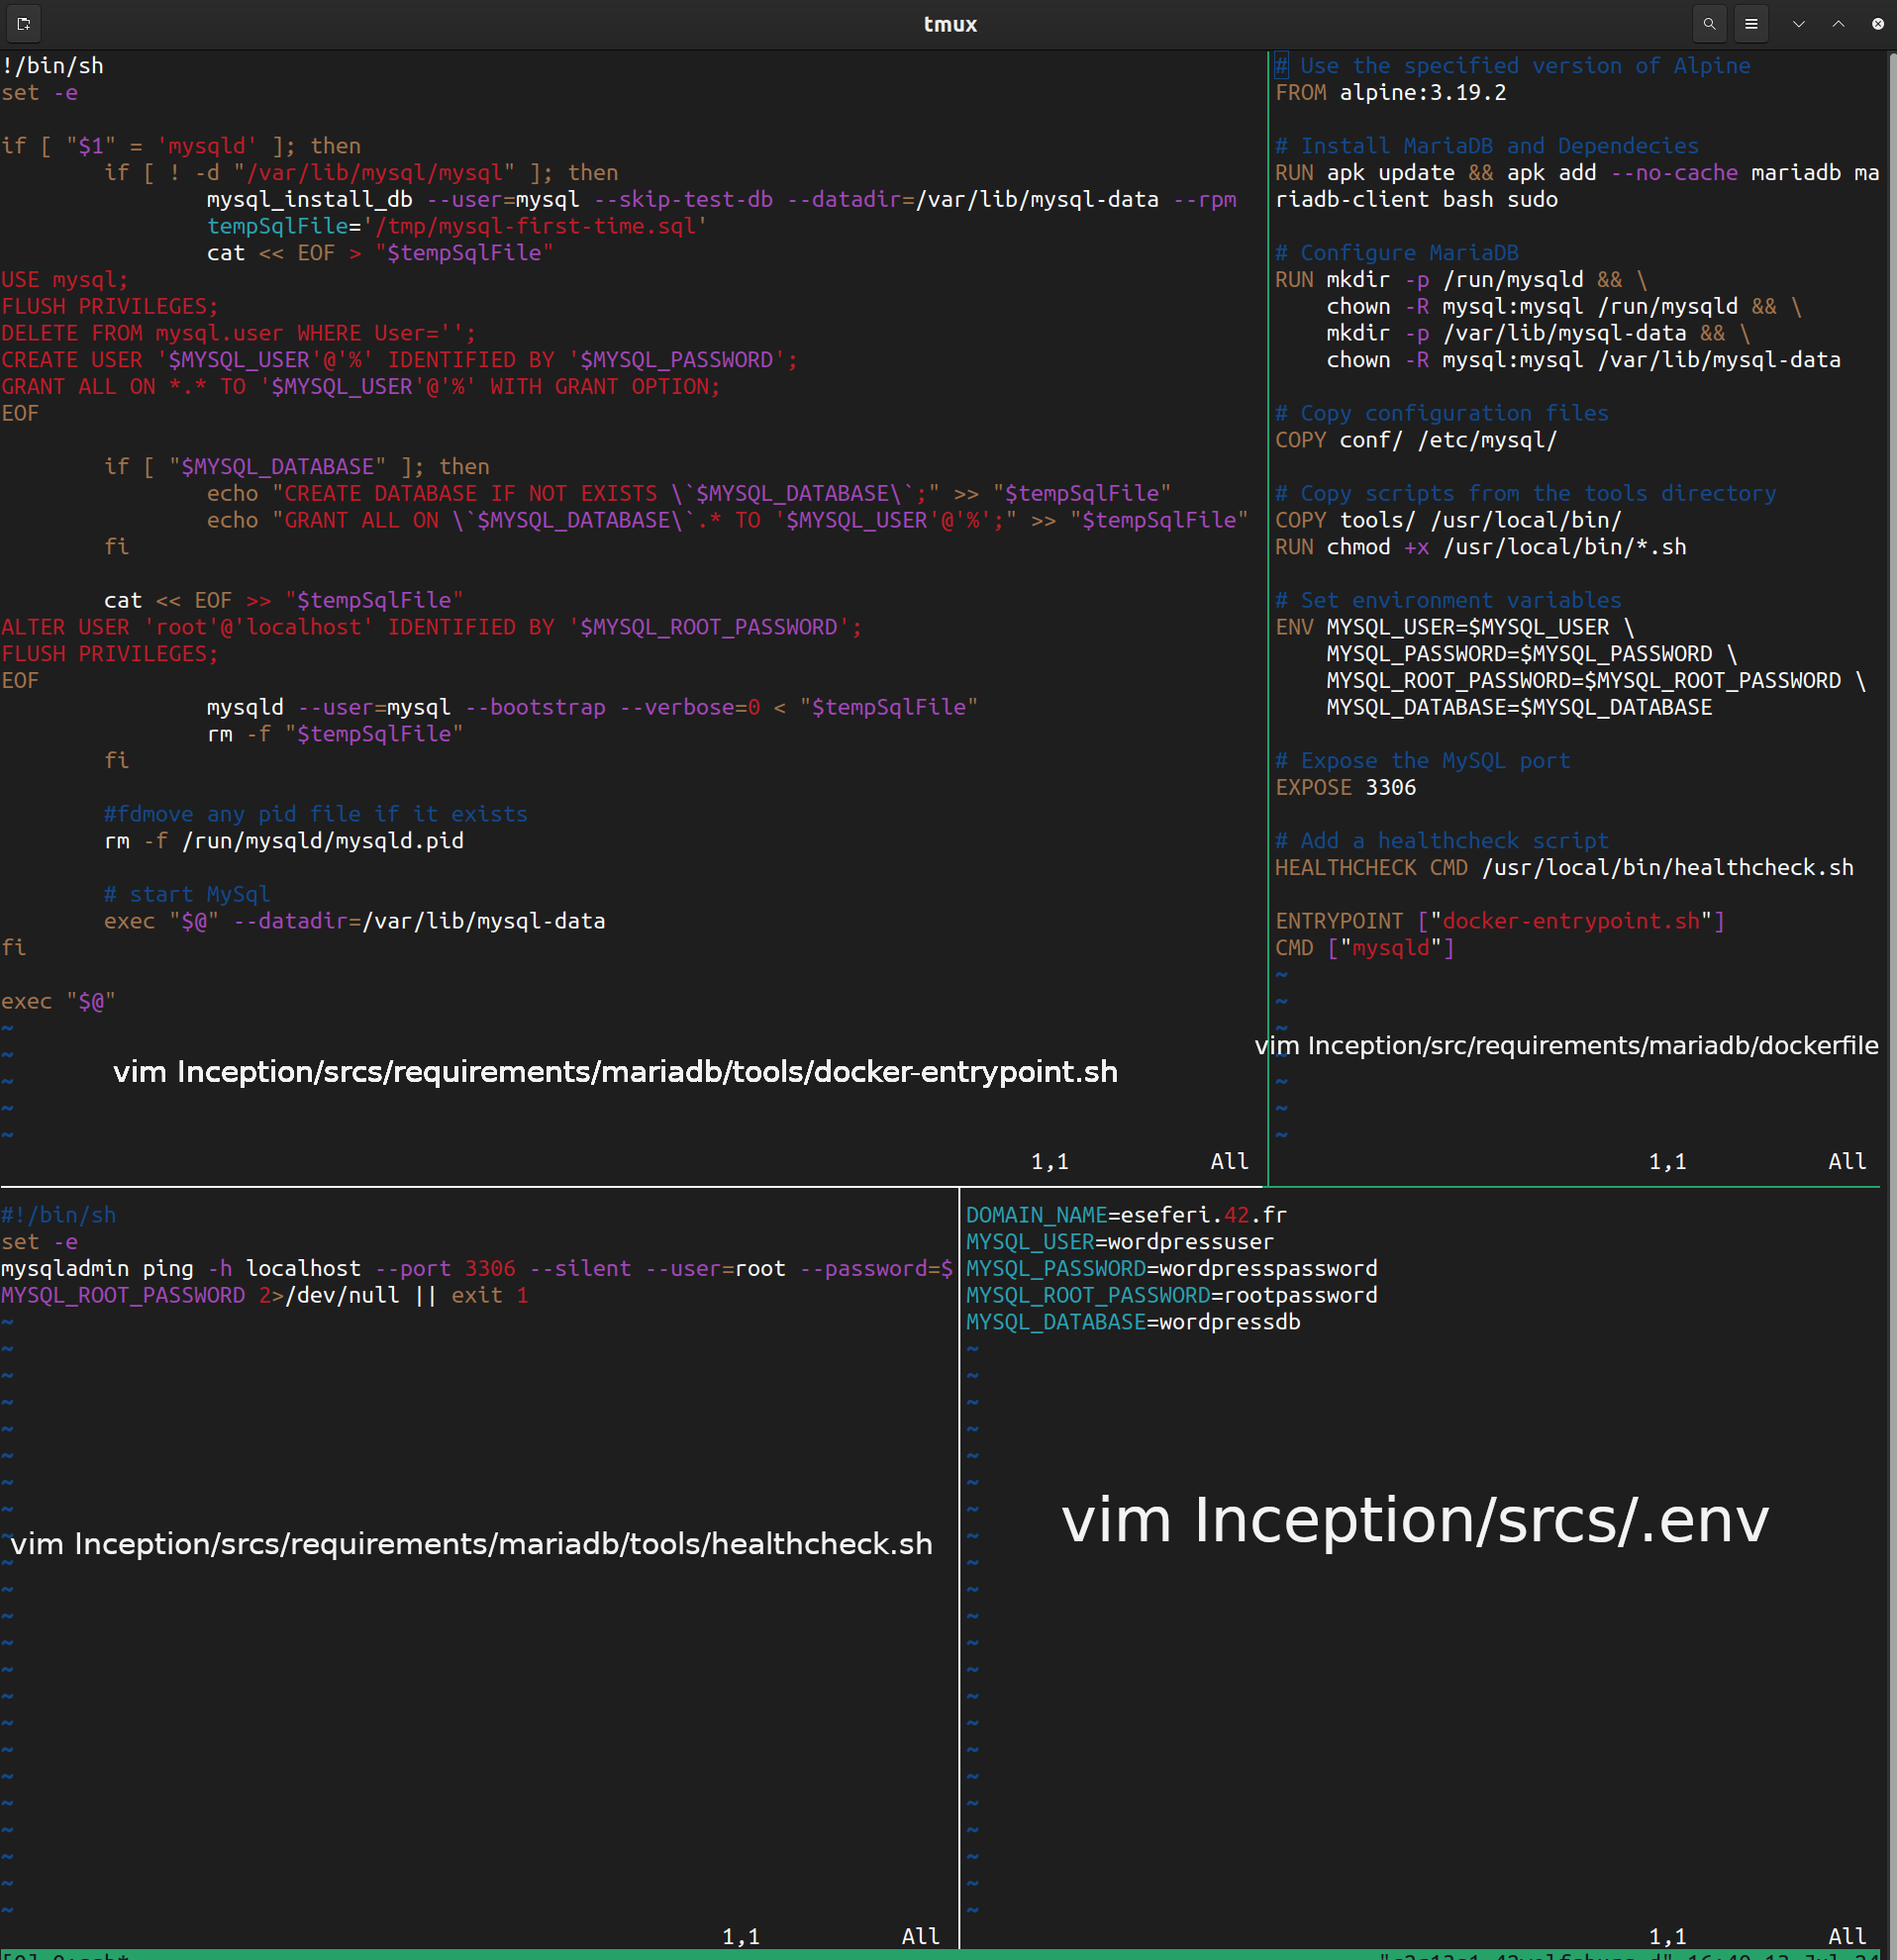 tmux
!/bin/sh
set -e
if [ "$1" = 'mysqld' ]; then
if [ ! -d "/var/lib/mysql/mysql" ]; then
mysql_install_db --user=mysql --skip-test-db --datadir=/var/lib/mysql-data --rpm
tempSqlFile='/tmp/mysql-first-time.sql'
cat << EOF > "$tempSqlFile"
USE mysql;
FLUSH PRIVILEGES;
DELETE FROM mysql.user WHERE User='';
CREATE USER '$MYSQL_USER'@'%' IDENTIFIED BY '$MYSQL_PASSWORD';
GRANT ALL ON *.* TO '$MYSQL_USER'@'%' WITH GRANT OPTION;
EOF
if [ "$MYSQL_DATABASE" ]; then
echo "CREATE DATABASE IF NOT EXISTS \`$MYSQL_DATABASE\`;" >> "$tempSqlFile"
echo "GRANT ALL ON \`$MYSQL_DATABASE\`.* TO '$MYSQL_USER'@'%';" >> "$tempSqlFile"
fi
cat << EOF >> "$tempSqlFile"
ALTER USER 'root'@'localhost' IDENTIFIED BY '$MYSQL_ROOT_PASSWORD';
FLUSH PRIVILEGES;
EOF
mysqld --user=mysql --bootstrap --verbose=0 < "$tempSqlFile"
rm -f "$tempSqlFile"
fi
#fdmove any pid file if it exists
rm -f /run/mysqld/mysqld.pid
# start MySql
exec "$@" --datadir=/var/lib/mysql-data
fi
exec "$@"
~
~
~
~
~
vim Inception/srcs/requirements/mariadb/tools/docker-entrypoint.sh
1,1 All
# Use the specified version of Alpine
FROM alpine:3.19.2
# Install MariaDB and Dependecies
RUN apk update && apk add --no-cache mariadb ma
riadb-client bash sudo
# Configure MariaDB
RUN mkdir -p /run/mysqld && \
chown -R mysql:mysql /run/mysqld && \
mkdir -p /var/lib/mysql-data && \
chown -R mysql:mysql /var/lib/mysql-data
# Copy configuration files
COPY conf/ /etc/mysql/
# Copy scripts from the tools directory
COPY tools/ /usr/local/bin/
RUN chmod +x /usr/local/bin/*.sh
# Set environment variables
ENV MYSQL_USER=$MYSQL_USER \
MYSQL_PASSWORD=$MYSQL_PASSWORD \
MYSQL_ROOT_PASSWORD=$MYSQL_ROOT_PASSWORD \
MYSQL_DATABASE=$MYSQL_DATABASE
# Expose the MySQL port
EXPOSE 3306
# Add a healthcheck script
HEALTHCHECK CMD /usr/local/bin/healthcheck.sh
ENTRYPOINT ["docker-entrypoint.sh"]
CMD ["mysqld"]
~
~
~
vim Inception/src/requirements/mariadb/dockerfile
~
~
~
1,1 All
#!/bin/sh
set -e
mysqladmin ping -h localhost --port 3306 --silent --user=root --password=$
MYSQL_ROOT_PASSWORD 2>/dev/null || exit 1
vim Inception/srcs/requirements/mariadb/tools/healthcheck.sh
1,1 All
DOMAIN_NAME=eseferi.42.fr
MYSQL_USER=wordpressuser
MYSQL_PASSWORD=wordpresspassword
MYSQL_ROOT_PASSWORD=rootpassword
MYSQL_DATABASE=wordpressdb
vim Inception/srcs/.env
1,1 All